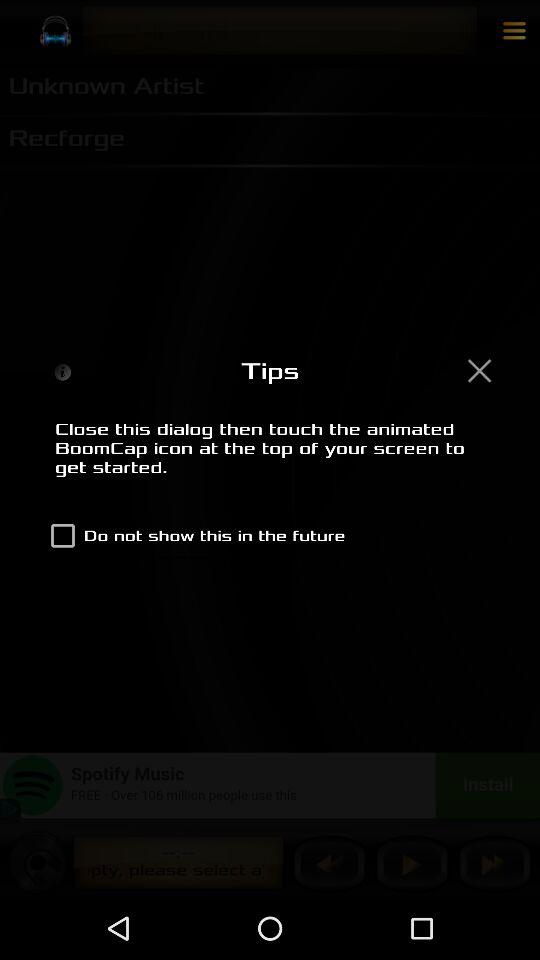 Unknown Artist
Recforge
Tips
Close this dialog then touch the animated
BoomCap icon at the top of your screen to
get started.
Do not show this in the future
Spotify Music
FREE - Over 106 million people use this
Install
--:--
pty, please select a